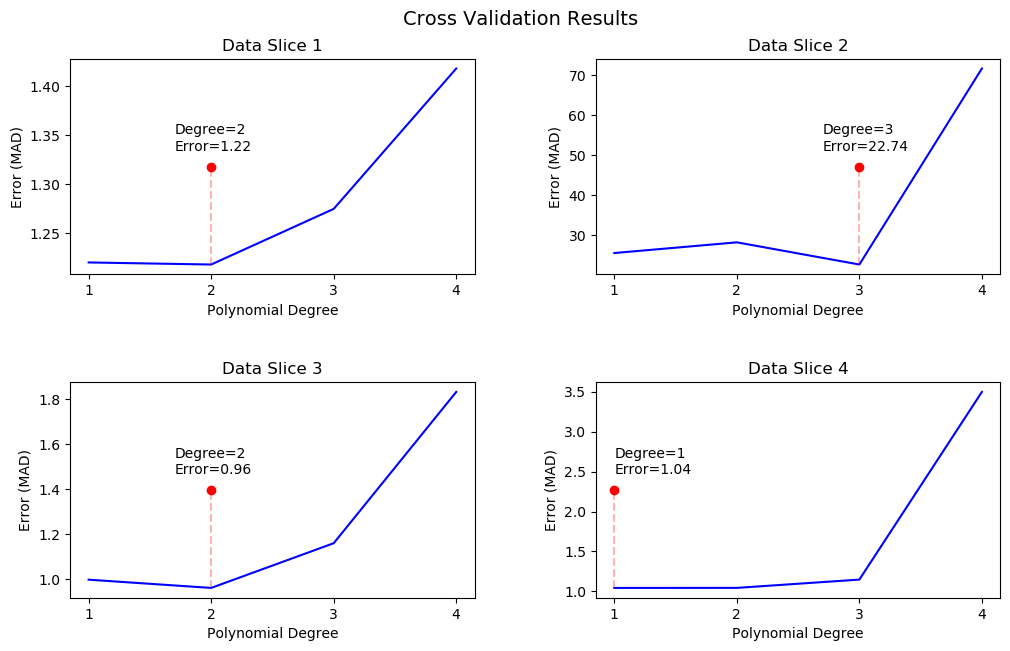 Cross Validation Results
Data Slice 1
1.40
1.35
1.30
1.25
Error (MAD)
Degree=2
Error=1.22
1 2 3 4
Polynomial Degree
Data Slice 2
70
60
50
40
30
Error (MAD)
Degree=3
Error=22.74
1 2 3 4
Polynomial Degree
Data Slice 3
1.8
1.6
1.4
1.2
1.0
Error (MAD)
Degree=2
Error=0.96
1 2 3 4
Polynomial Degree
Data Slice 4
3.5
3.0
2.5
2.0
1.5
1.0
Error (MAD)
Degree=1
Error=1.04
1 2 3 4
Polynomial Degree